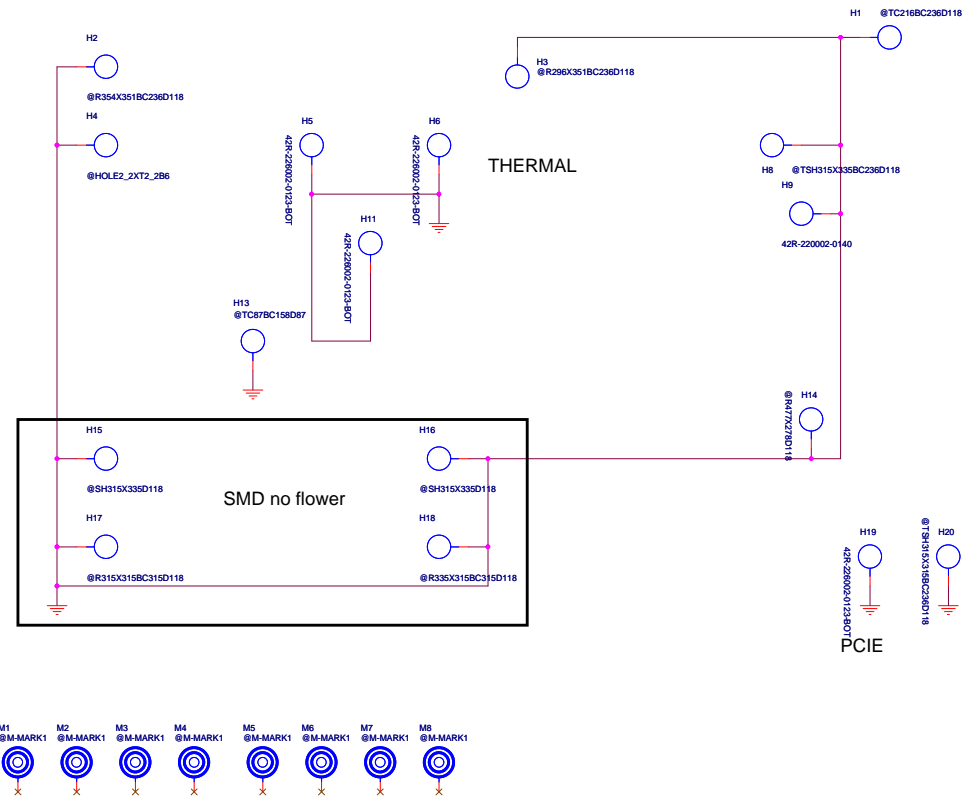 H1 @TC216BC236D118
H2
@R354X351BC236D118
H3
@R296X351BC236D118
H4
@HOLE2_2XT2_2B6
H5
42R-226002-0123-BOT
H6
42R-226002-0123-BOT
THERMAL
H8 @TSH315X335BC236D118
H9
42R-220002-0140
H11
42R-226002-0123-BOT
H13
@TC87BC158D87
H14
@R477X278D118
H15
@SH315X335D118
H16
@SH315X335D118
SMD no flower
H17
@R315X315BC315D118
H18
@R335X315BC315D118
H19
42R-226002-0123-BOT
H20
@TSH315X315BC236D118
PCIE
M1 M2 M3 M4 M5 M6 M7 M8
@M-MARK1 @M-MARK1 @M-MARK1 @M-MARK1 @M-MARK1 @M-MARK1 @M-MARK1 @M-MARK1